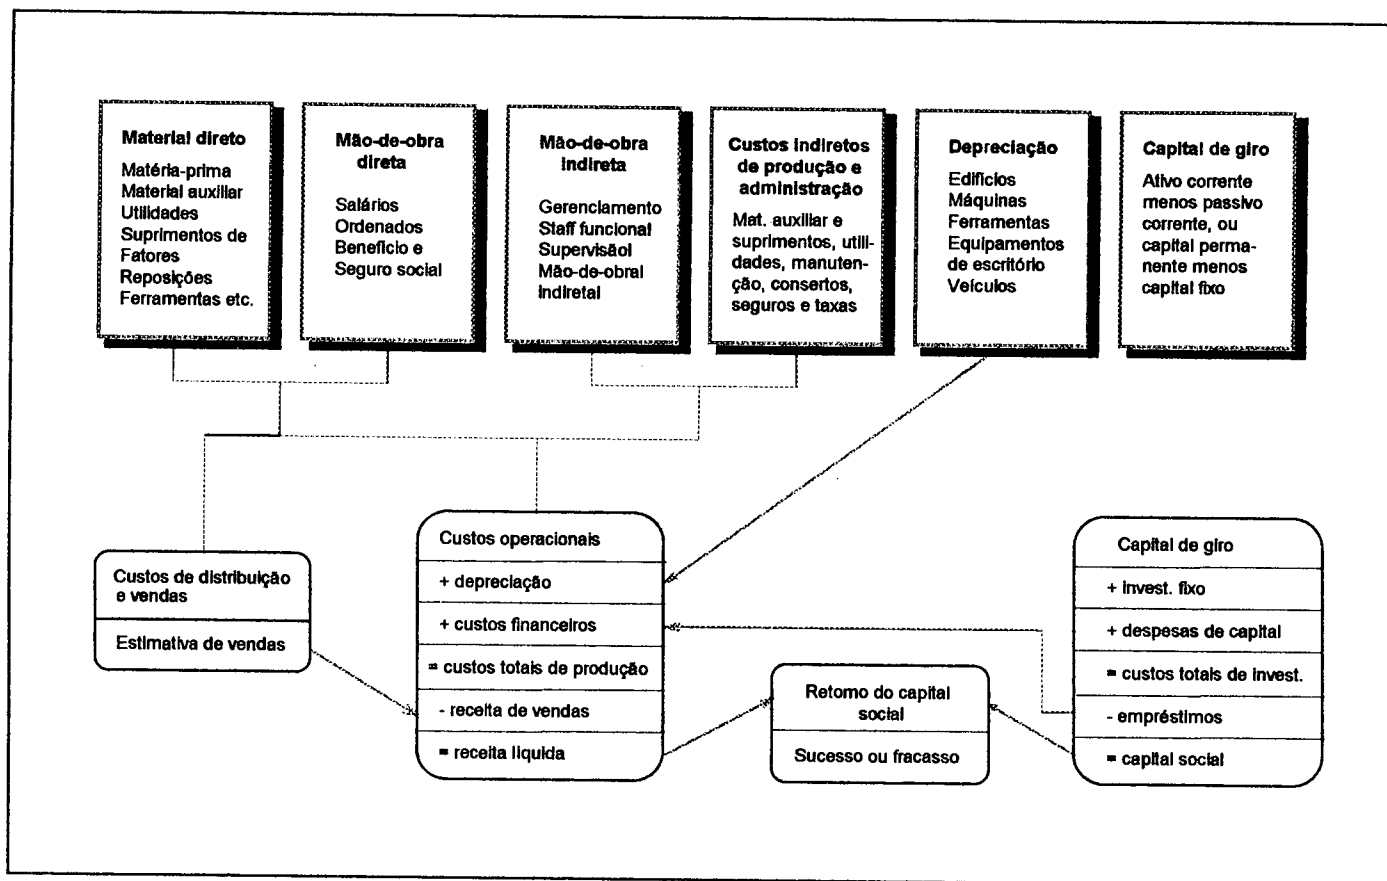 Material direto
Matéria-prima
Material auxiliar
Utilidades
Suprimentos de
Fatores
Reposições
Ferramentas etc.
Mão-de-obra
direta
Salários
Ordenados
Benefício e
Seguro social
Mão-de-obra
Indireta
Gerenciamento
Staff funcional
Supervisãol
Mão-de-obral
Indiretal
Custos indiretos
de produção e
administração
Mat. auxiliar e
suprimentos, utili-
dades, manuten-
ção, consertos,
seguros e taxas
Depreciação
Edifícios
Máquinas
Ferramentas
Equipamentos
de escritório
Veículos
Capital de giro
Ativo corrente
menos passivo
corrente, ou
capital perma-
nente menos
capital fixo
Custos de distribuição
e vendas
Estimativa de vendas
Custos operacionais
+ depreciação
+ custos financeiros
= custos totais de produção
- receita de vendas
= receita líquida
Retorno do capital
social
Sucesso ou fracasso
Capital de giro
+ invest. fixo
+ despesas de capital
= custos totais de invest.
- empréstimos
= capital social